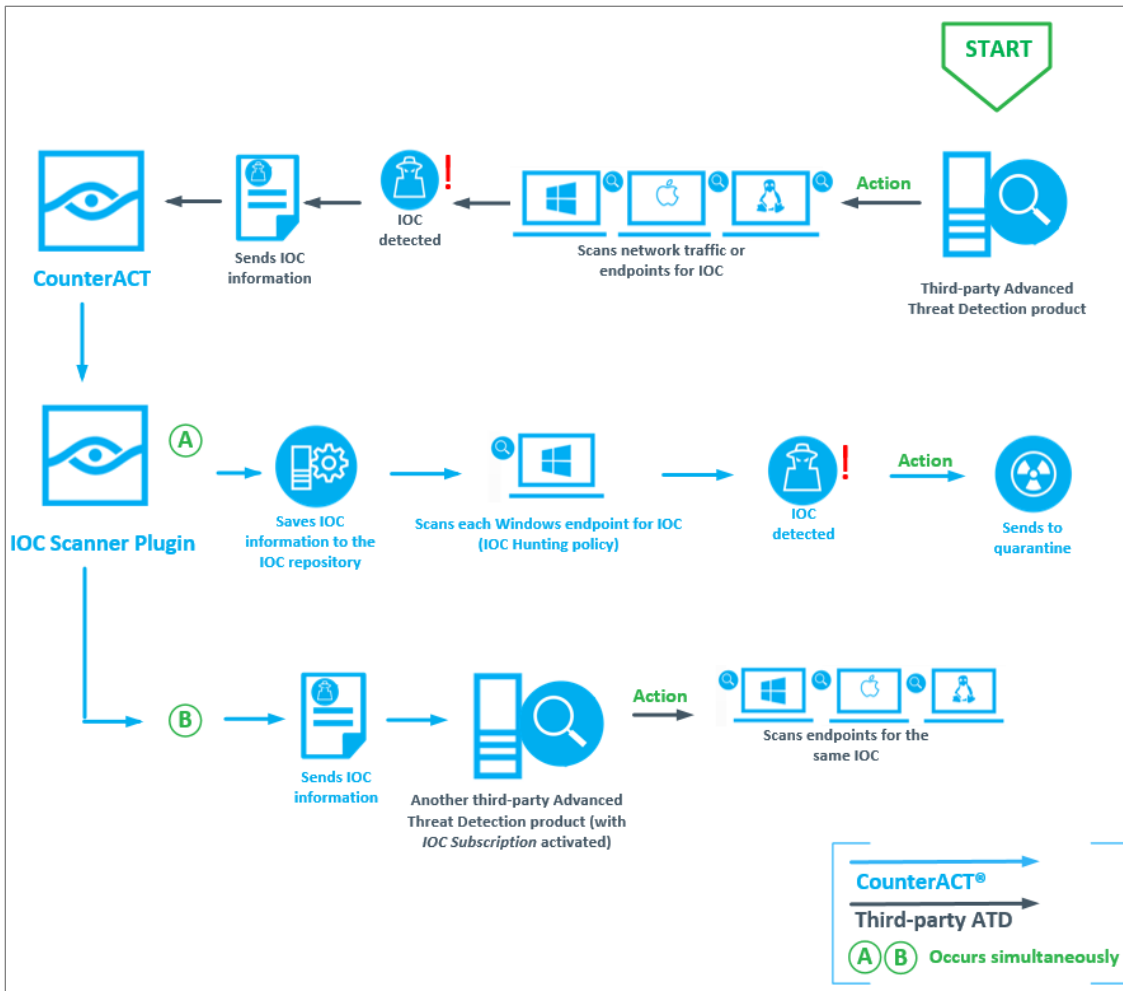 START
Action
IOC
detected
Sends IOC
information
Scans network traffic or
endpoints for IOC
Third-party Advanced
Threat Detection product
CounterACT
A
Action
IOC Scanner Plugin
Saves IOC
information to the
IOC repository
Scans each Windows endpoint for IOC
(IOC Hunting policy)
IOC
detected
Sends to
quarantine
B
Action
Sends IOC
information
Another third-party Advanced
Threat Detection product (with
IOC Subscription activated)
Scans endpoints for the
same IOC
CounterACT®
Third-party ATD
A B Occurs simultaneously